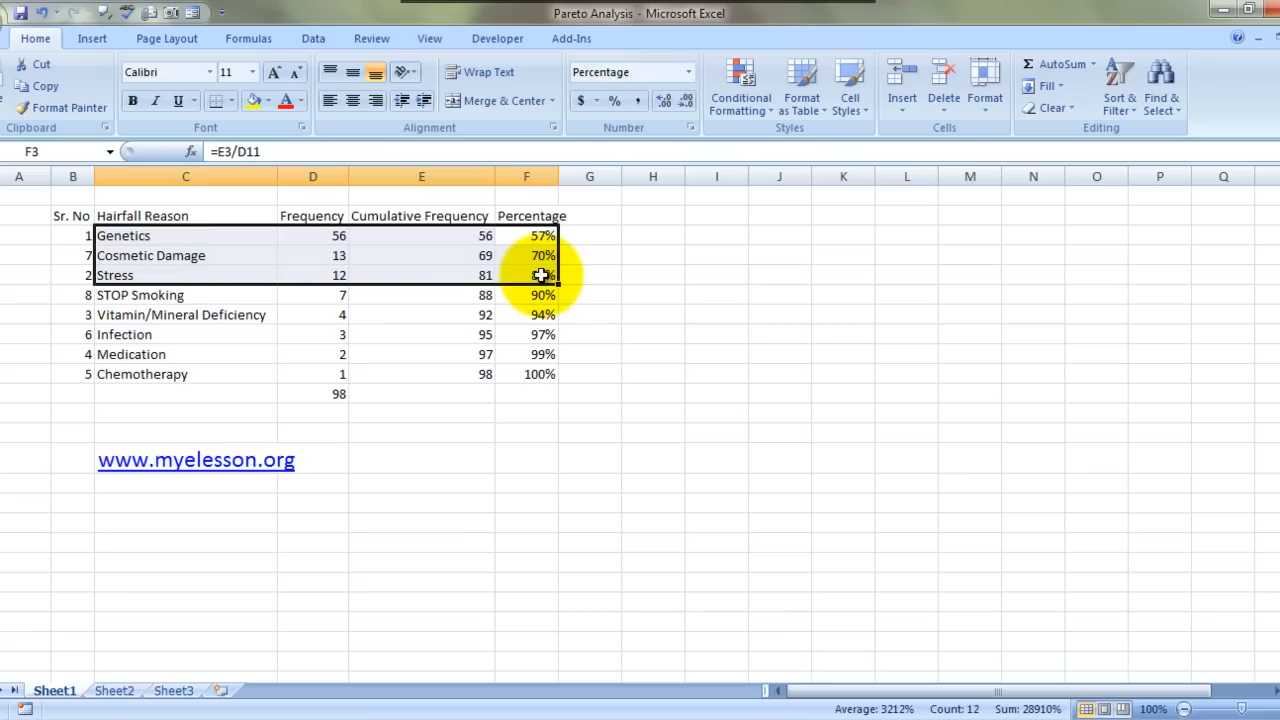 Pareto Analysis - Microsoft Excel
Home Insert Page Layout Formulas Data Review View Developer Add-Ins
Cut
Copy
Format Painter
Clipboard
Calibri 11
B I U A
Font
Wrap Text
Merge & Center
Alignment
Percentage
$ % ,
Number
Conditional Formatting
Format as Table
Cell Styles
Styles
Insert Delete Format
Cells
AutoSum
Fill
Clear
Sort & Filter
Find & Select
Editing
F3 fx =E3/D11
A B C D E F G H I J K L M N O P Q
Sr. No Hairfall Reason Frequency Cumulative Frequency Percentage
1 Genetics 56 56 57%
7 Cosmetic Damage 13 69 70%
2 Stress 12 81
8 STOP Smoking 7 88 90%
3 Vitamin/Mineral Deficiency 4 92 94%
6 Infection 3 95 97%
4 Medication 2 97 99%
5 Chemotherapy 1 98 100%
98
www.myelesson.org
Sheet1 Sheet2 Sheet3
Average: 3212% Count: 12 Sum: 28910% 100%